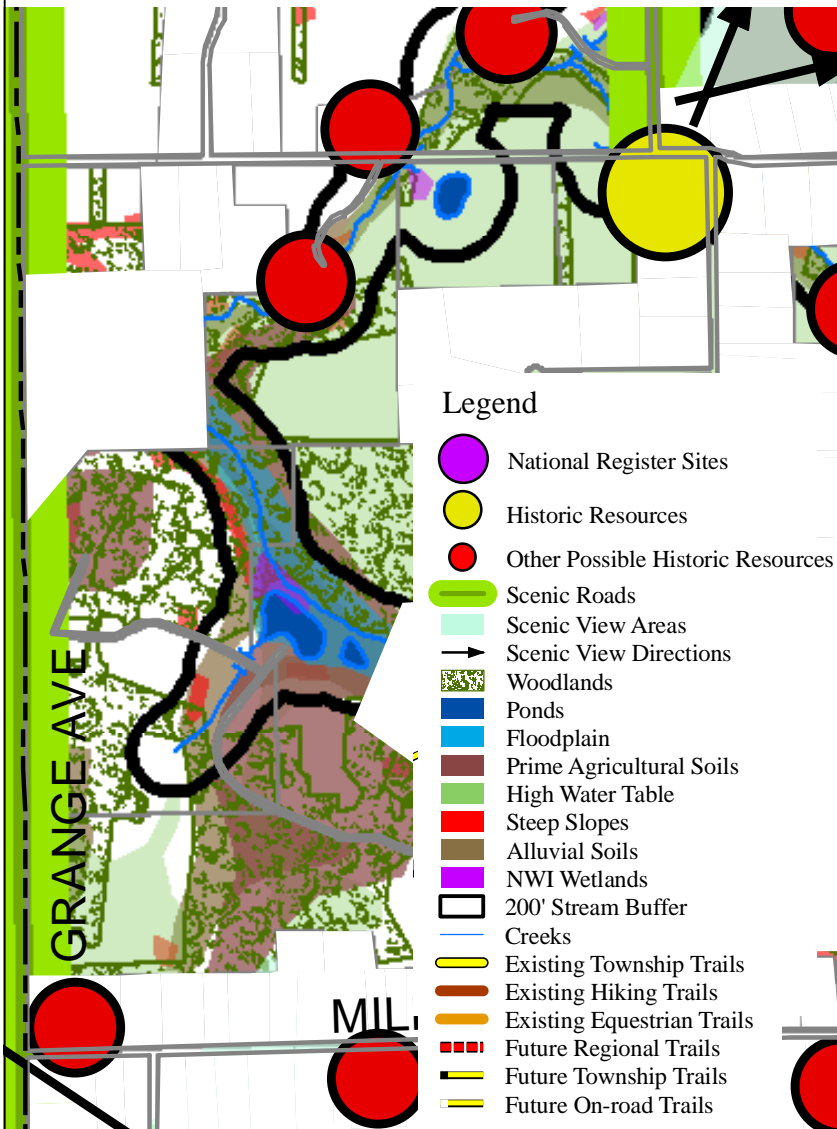 GRANGE AVE
Legend
National Register Sites
Historic Resources
Other Possible Historic Resources
Scenic Roads
Scenic View Areas
Scenic View Directions
Woodlands
Ponds
Floodplain
Prime Agricultural Soils
High Water Table
Steep Slopes
Alluvial Soils
NWI Wetlands
200' Stream Buffer
Creeks
Existing Township Trails
Existing Hiking Trails
Existing Equestrian Trails
Future Regional Trails
Future Township Trails
Future On-road Trails
MIL